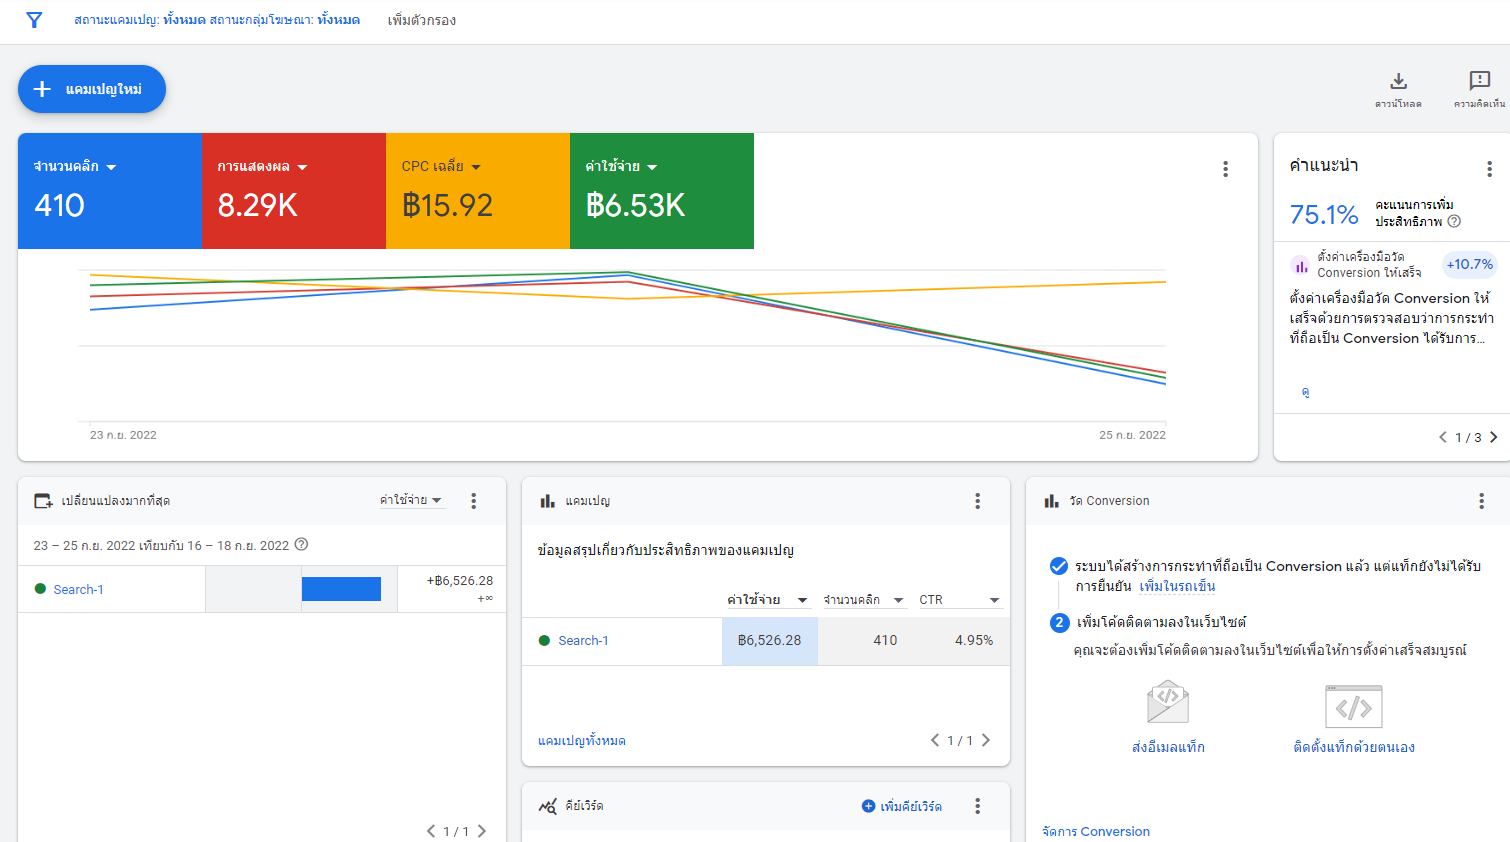 สถานะแคมเปญ: ทั้งหมด สถานะกลุ่มโฆษณา: ทั้งหมด เพิ่มตัวกรอง
แคมเปญใหม่
ดาวน์โหลด
ความคิดเห็น
จำนวนคลิก
410
การแสดงผล
8.29K
CPC เฉลี่ย
฿15.92
ค่าใช้จ่าย
฿6.53K
23 ก.ย. 2022
25 ก.ย. 2022
คำแนะนำ
75.1%
คะแนนการเพิ่ม
ประสิทธิภาพ
ตั้งค่าเครื่องมือวัด
Conversion ให้เสร็จ
+10.7%
ตั้งค่าเครื่องมือวัด Conversion ให้
เสร็จด้วยการตรวจสอบว่าการกระทำ
ที่ถือเป็น Conversion ได้รับการ...
ดู
1 / 3
เปลี่ยนแปลงมากที่สุด
ค่าใช้จ่าย
23 – 25 ก.ย. 2022 เทียบกับ 16 – 18 ก.ย. 2022
Search-1
+฿6,526.28
+∞
1 / 1
แคมเปญ
ข้อมูลสรุปเกี่ยวกับประสิทธิภาพของแคมเปญ
ค่าใช้จ่าย จำนวนคลิก CTR
Search-1 ฿6,526.28 410 4.95%
แคมเปญทั้งหมด
1 / 1
คีย์เวิร์ด
เพิ่มคีย์เวิร์ด
วัด Conversion
ระบบได้สร้างการกระทำที่ถือเป็น Conversion แล้ว แต่แท็กยังไม่ได้รับ
การยืนยัน เพิ่มในรถเข็น
2 เพิ่มโค้ดติดตามลงในเว็บไซต์
คุณจะต้องเพิ่มโค้ดติดตามลงในเว็บไซต์เพื่อให้การตั้งค่าเสร็จสมบูรณ์
ส่งอีเมลแท็ก
ติดตั้งแท็กด้วยตนเอง
จัดการ Conversion